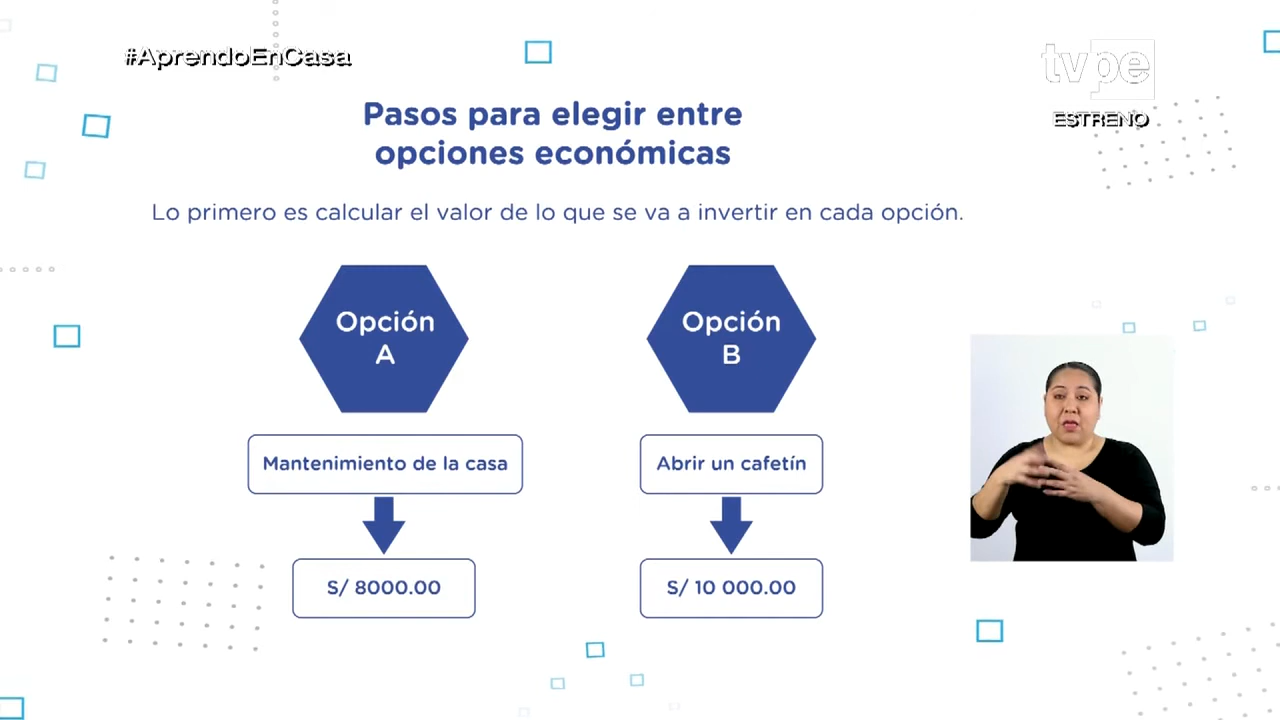 #AprendoEnCasa
tvpe
ESTRENO
Pasos para elegir entre
opciones económicas
Lo primero es calcular el valor de lo que se va a invertir en cada opción.
Opción
A
Opción
B
Mantenimiento de la casa
Abrir un cafetín
S/ 8000.00
S/ 10 000.00